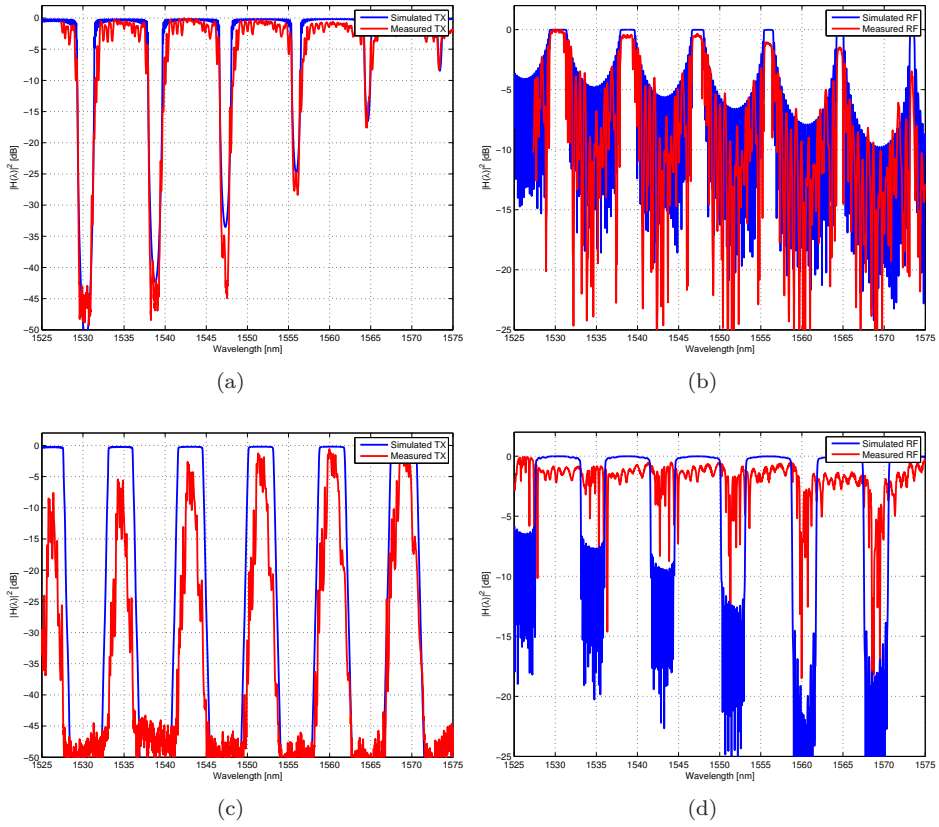 0
−5
−10
−15
−20
−25
−30
−35
−40
−45
−50
|H(λ)|² [dB]
Simulated TX
Measured TX
1525 1530 1535 1540 1545 1550 1555 1560 1565 1570 1575
Wavelength [nm]
(a)
0
−5
−10
−15
−20
−25
|H(λ)|² [dB]
Simulated RF
Measured RF
1525 1530 1535 1540 1545 1550 1555 1560 1565 1570 1575
Wavelength [nm]
(b)
0
−5
−10
−15
−20
−25
−30
−35
−40
−45
−50
|H(λ)|² [dB]
Simulated TX
Measured TX
1525 1530 1535 1540 1545 1550 1555 1560 1565 1570 1575
Wavelength [nm]
(c)
0
−5
−10
−15
−20
−25
|H(λ)|² [dB]
Simulated RF
Measured RF
1525 1530 1535 1540 1545 1550 1555 1560 1565 1570 1575
Wavelength [nm]
(d)